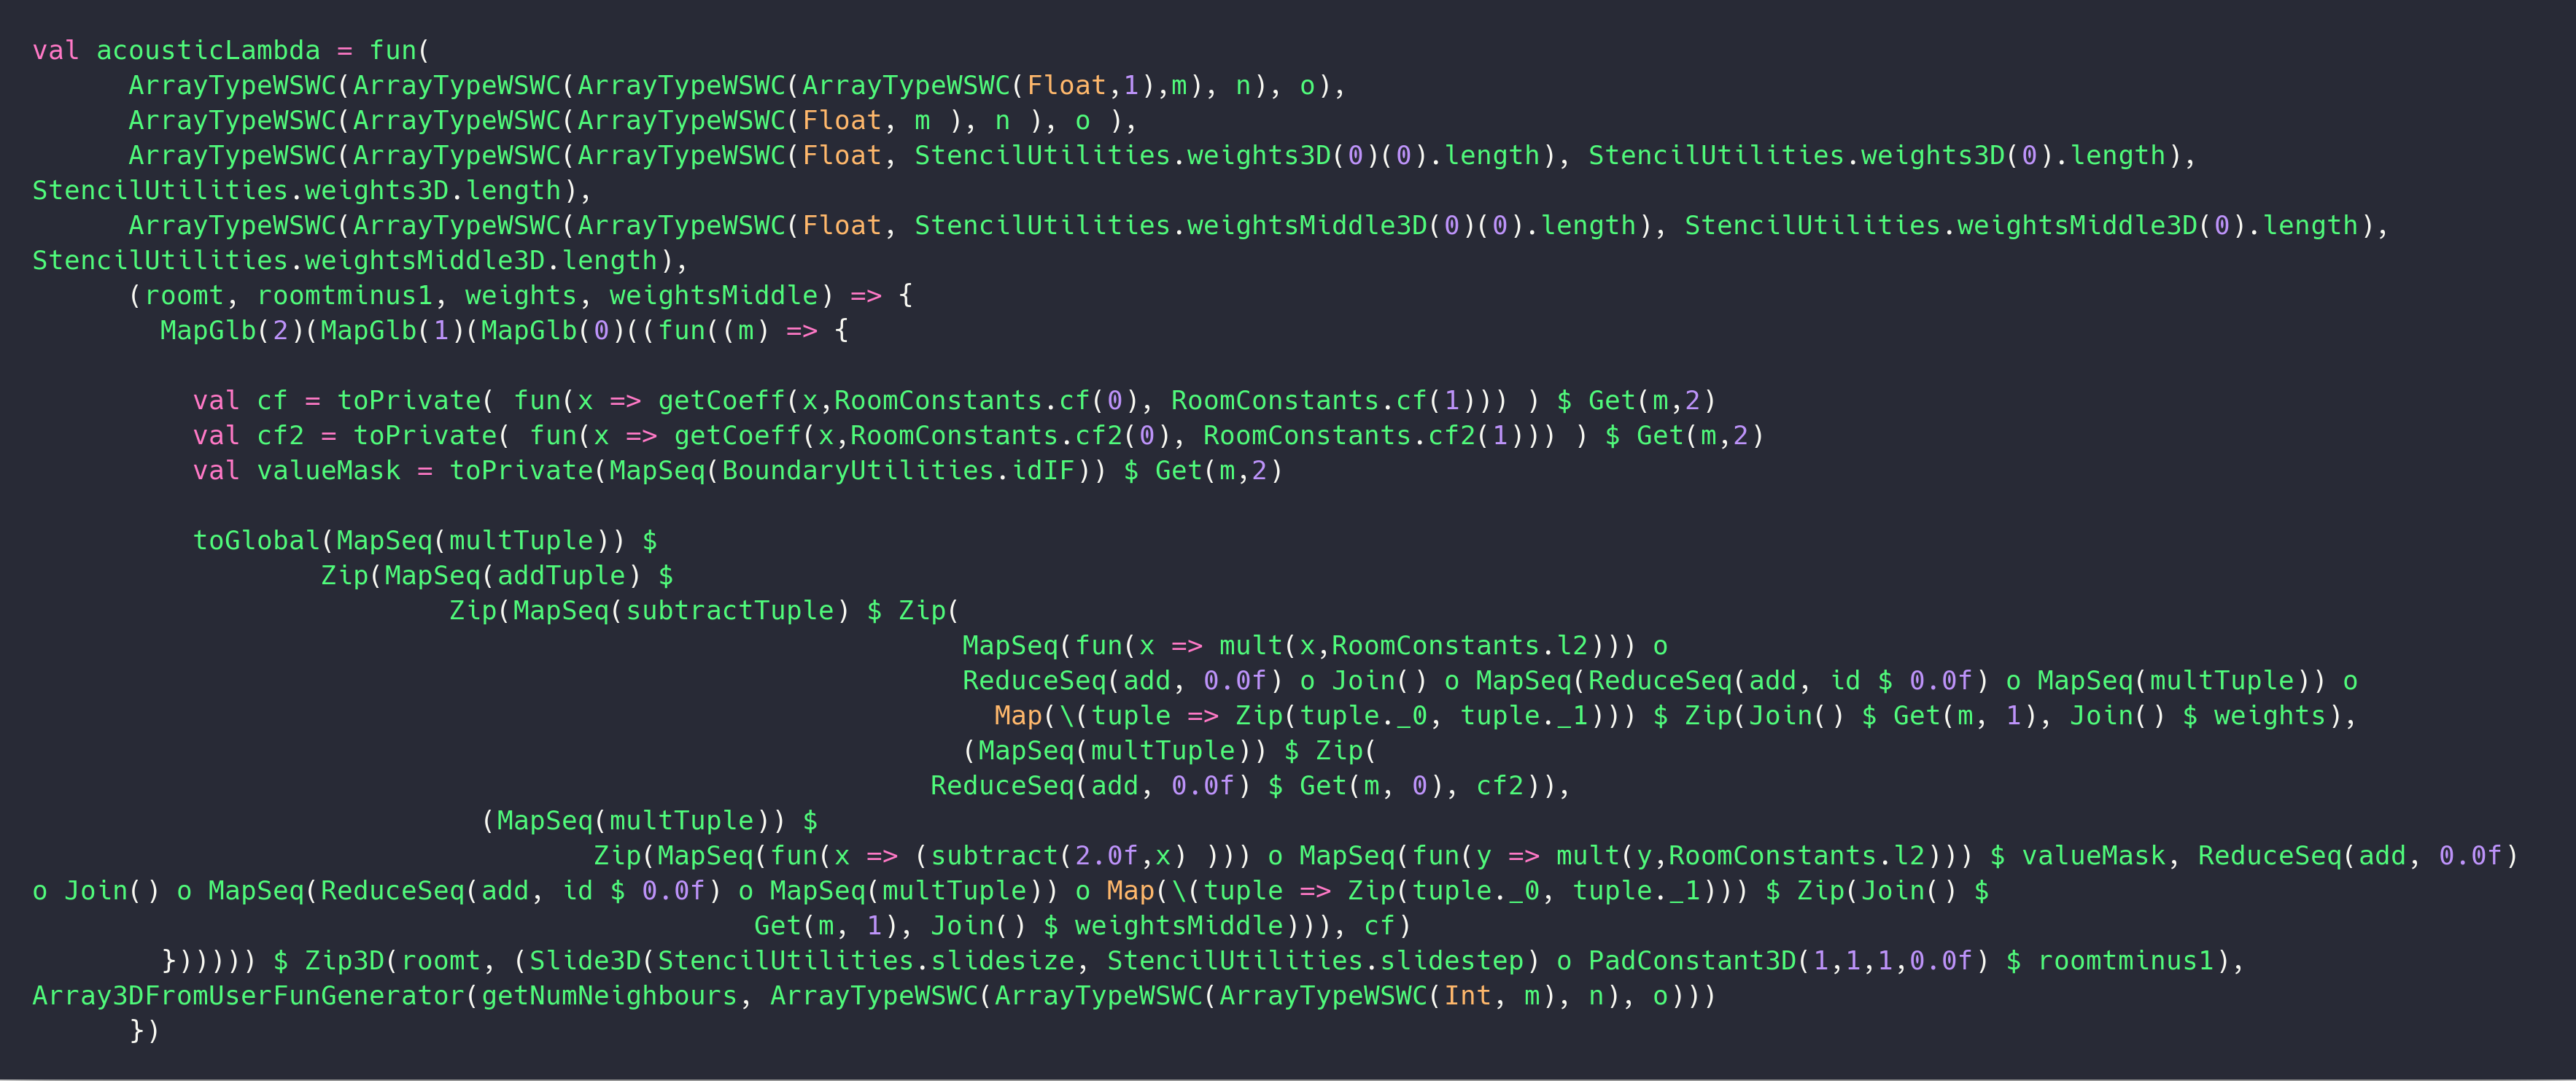 val acousticLambda = fun(
      ArrayTypeWSWC(ArrayTypeWSWC(ArrayTypeWSWC(ArrayTypeWSWC(Float,1),m), n), o),
      ArrayTypeWSWC(ArrayTypeWSWC(ArrayTypeWSWC(Float, m ), n ), o ),
      ArrayTypeWSWC(ArrayTypeWSWC(ArrayTypeWSWC(Float, StencilUtilities.weights3D(0)(0).length), StencilUtilities.weights3D(0).length),
StencilUtilities.weights3D.length),
      ArrayTypeWSWC(ArrayTypeWSWC(ArrayTypeWSWC(Float, StencilUtilities.weightsMiddle3D(0)(0).length), StencilUtilities.weightsMiddle3D(0).length),
StencilUtilities.weightsMiddle3D.length),
      (roomt, roomtminus1, weights, weightsMiddle) => {
        MapGlb(2)(MapGlb(1)(MapGlb(0)((fun((m) => {

          val cf = toPrivate( fun(x => getCoeff(x,RoomConstants.cf(0), RoomConstants.cf(1))) ) $ Get(m,2)
          val cf2 = toPrivate( fun(x => getCoeff(x,RoomConstants.cf2(0), RoomConstants.cf2(1))) ) $ Get(m,2)
          val valueMask = toPrivate(MapSeq(BoundaryUtilities.idIF)) $ Get(m,2)

          toGlobal(MapSeq(multTuple)) $
                  Zip(MapSeq(addTuple) $
                          Zip(MapSeq(subtractTuple) $ Zip(
                                                          MapSeq(fun(x => mult(x,RoomConstants.l2))) o
                                                          ReduceSeq(add, 0.0f) o Join() o MapSeq(ReduceSeq(add, id $ 0.0f) o MapSeq(multTuple)) o
                                                            Map(\(tuple => Zip(tuple._0, tuple._1))) $ Zip(Join() $ Get(m, 1), Join() $ weights),
                                                          (MapSeq(multTuple)) $ Zip(
                                                        ReduceSeq(add, 0.0f) $ Get(m, 0), cf2)),
                            (MapSeq(multTuple)) $
                                   Zip(MapSeq(fun(x => (subtract(2.0f,x) ))) o MapSeq(fun(y => mult(y,RoomConstants.l2))) $ valueMask, ReduceSeq(add, 0.0f)
o Join() o MapSeq(ReduceSeq(add, id $ 0.0f) o MapSeq(multTuple)) o Map(\(tuple => Zip(tuple._0, tuple._1))) $ Zip(Join() $
                                             Get(m, 1), Join() $ weightsMiddle))), cf)
        })))))) $ Zip3D(roomt, (Slide3D(StencilUtilities.slidesize, StencilUtilities.slidestep) o PadConstant3D(1,1,1,0.0f) $ roomtminus1),
Array3DFromUserFunGenerator(getNumNeighbours, ArrayTypeWSWC(ArrayTypeWSWC(ArrayTypeWSWC(Int, m), n), o)))
      })